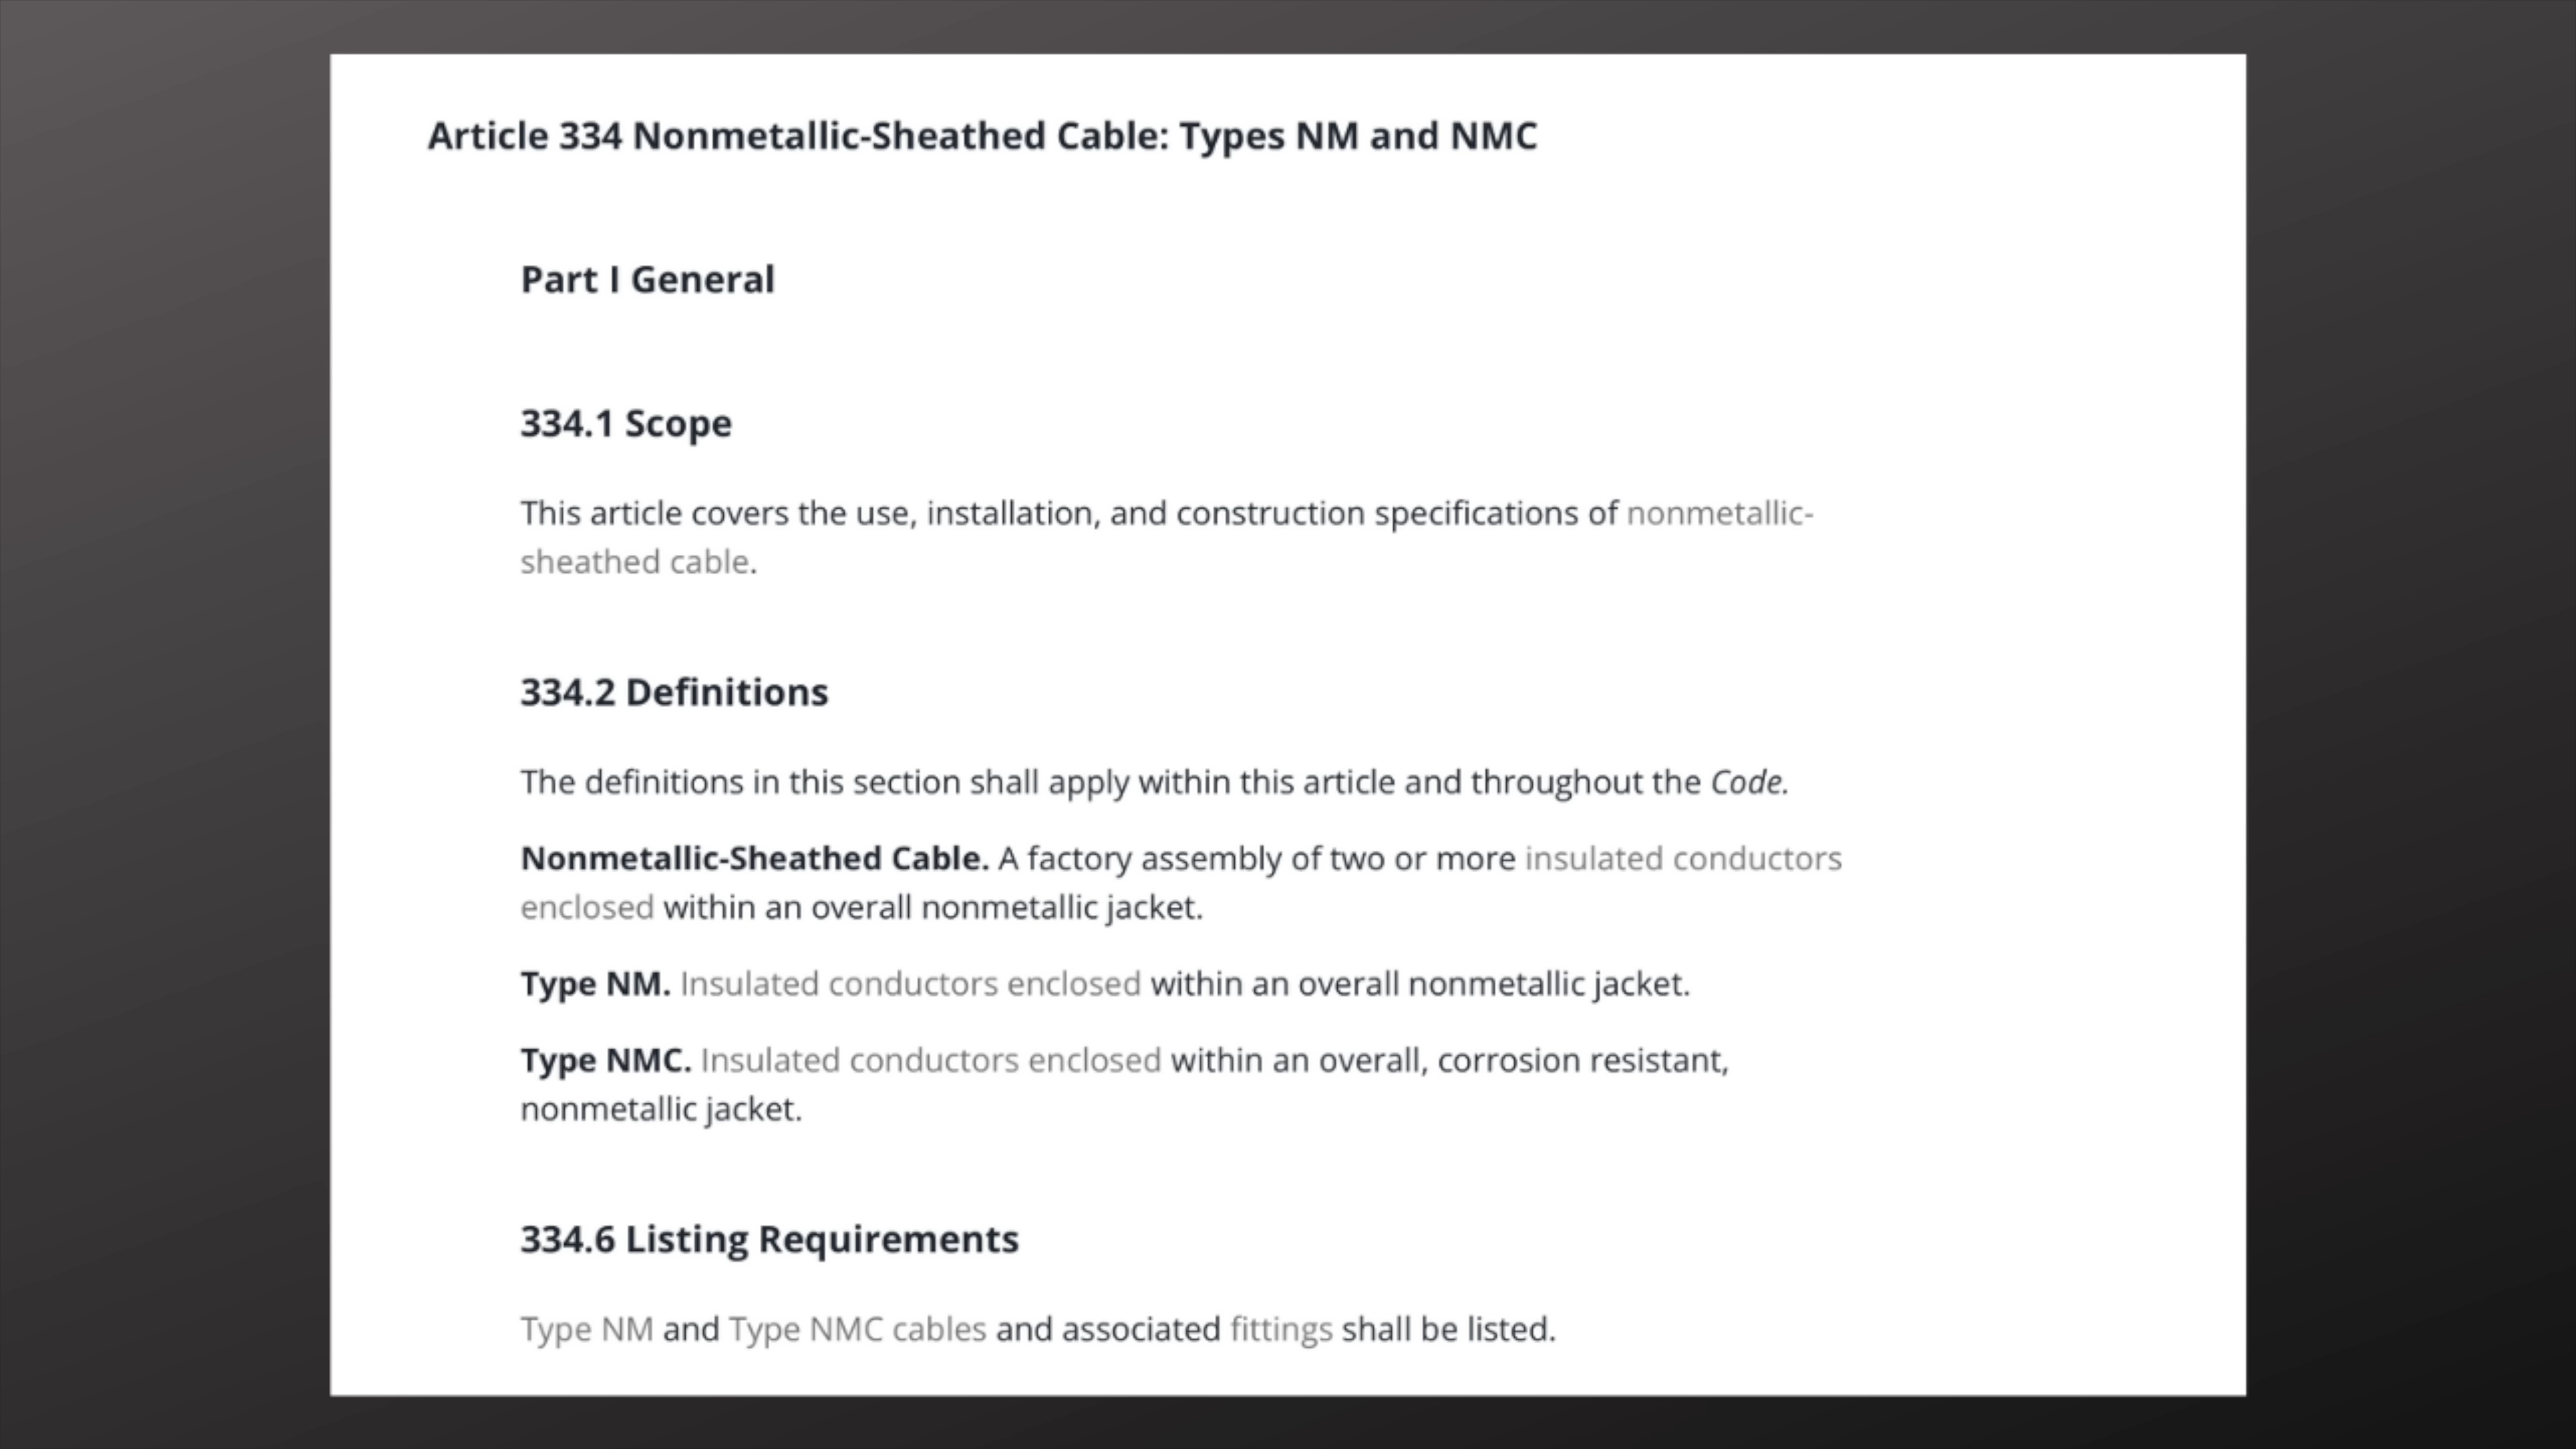 Article 334 Nonmetallic-Sheathed Cable: Types NM and NMC
Part I General
334.1 Scope
This article covers the use, installation, and construction specifications of nonmetallic-
sheathed cable.
334.2 Definitions
The definitions in this section shall apply within this article and throughout the Code.
Nonmetallic-Sheathed Cable. A factory assembly of two or more insulated conductors
enclosed within an overall nonmetallic jacket.
Type NM. Insulated conductors enclosed within an overall nonmetallic jacket.
Type NMC. Insulated conductors enclosed within an overall, corrosion resistant,
nonmetallic jacket.
334.6 Listing Requirements
Type NM and Type NMC cables and associated fittings shall be listed.